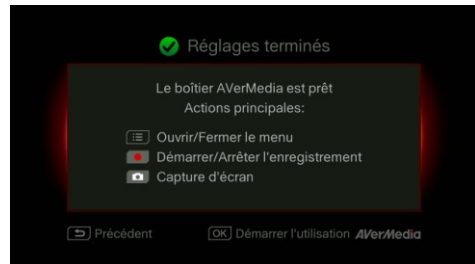 Réglages terminés
Le boîtier AVerMedia est prêt
Actions principales:
Ouvrir/Fermer le menu
Démarrer/Arrêter l'enregistrement
Capture d'écran
Précédent
OK Démarrer l'utilisation AVerMedia